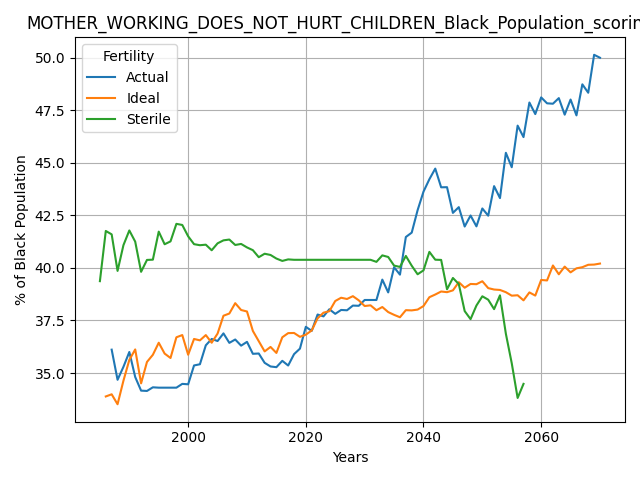 MOTHER_WORKING_DOES_NOT_HURT_CHILDREN_Black_Population_scorin
Fertility
Actual
Ideal
Sterile
% of Black Population
50.0
47.5
45.0
42.5
40.0
37.5
35.0
2000
2020
2040
2060
Years